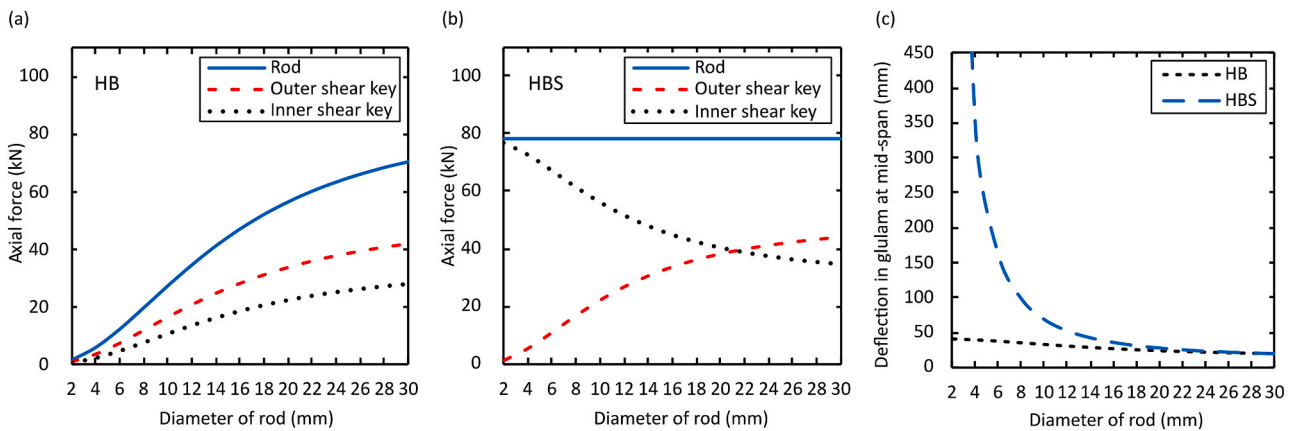 (a)
HB
Rod
Outer shear key
Inner shear key
Axial force (kN)
100
80
60
40
20
0
2 4 6 8 10 12 14 16 18 20 22 24 26 28 30
Diameter of rod (mm)
(b)
HBS
Rod
Outer shear key
Inner shear key
Axial force (kN)
100
80
60
40
20
0
2 4 6 8 10 12 14 16 18 20 22 24 26 28 30
Diameter of rod (mm)
(c)
HB
HBS
Deflection in glulam at mid-span (mm)
450
400
350
300
250
200
150
100
50
0
2 4 6 8 10 12 14 16 18 20 22 24 26 28 30
Diameter of rod (mm)